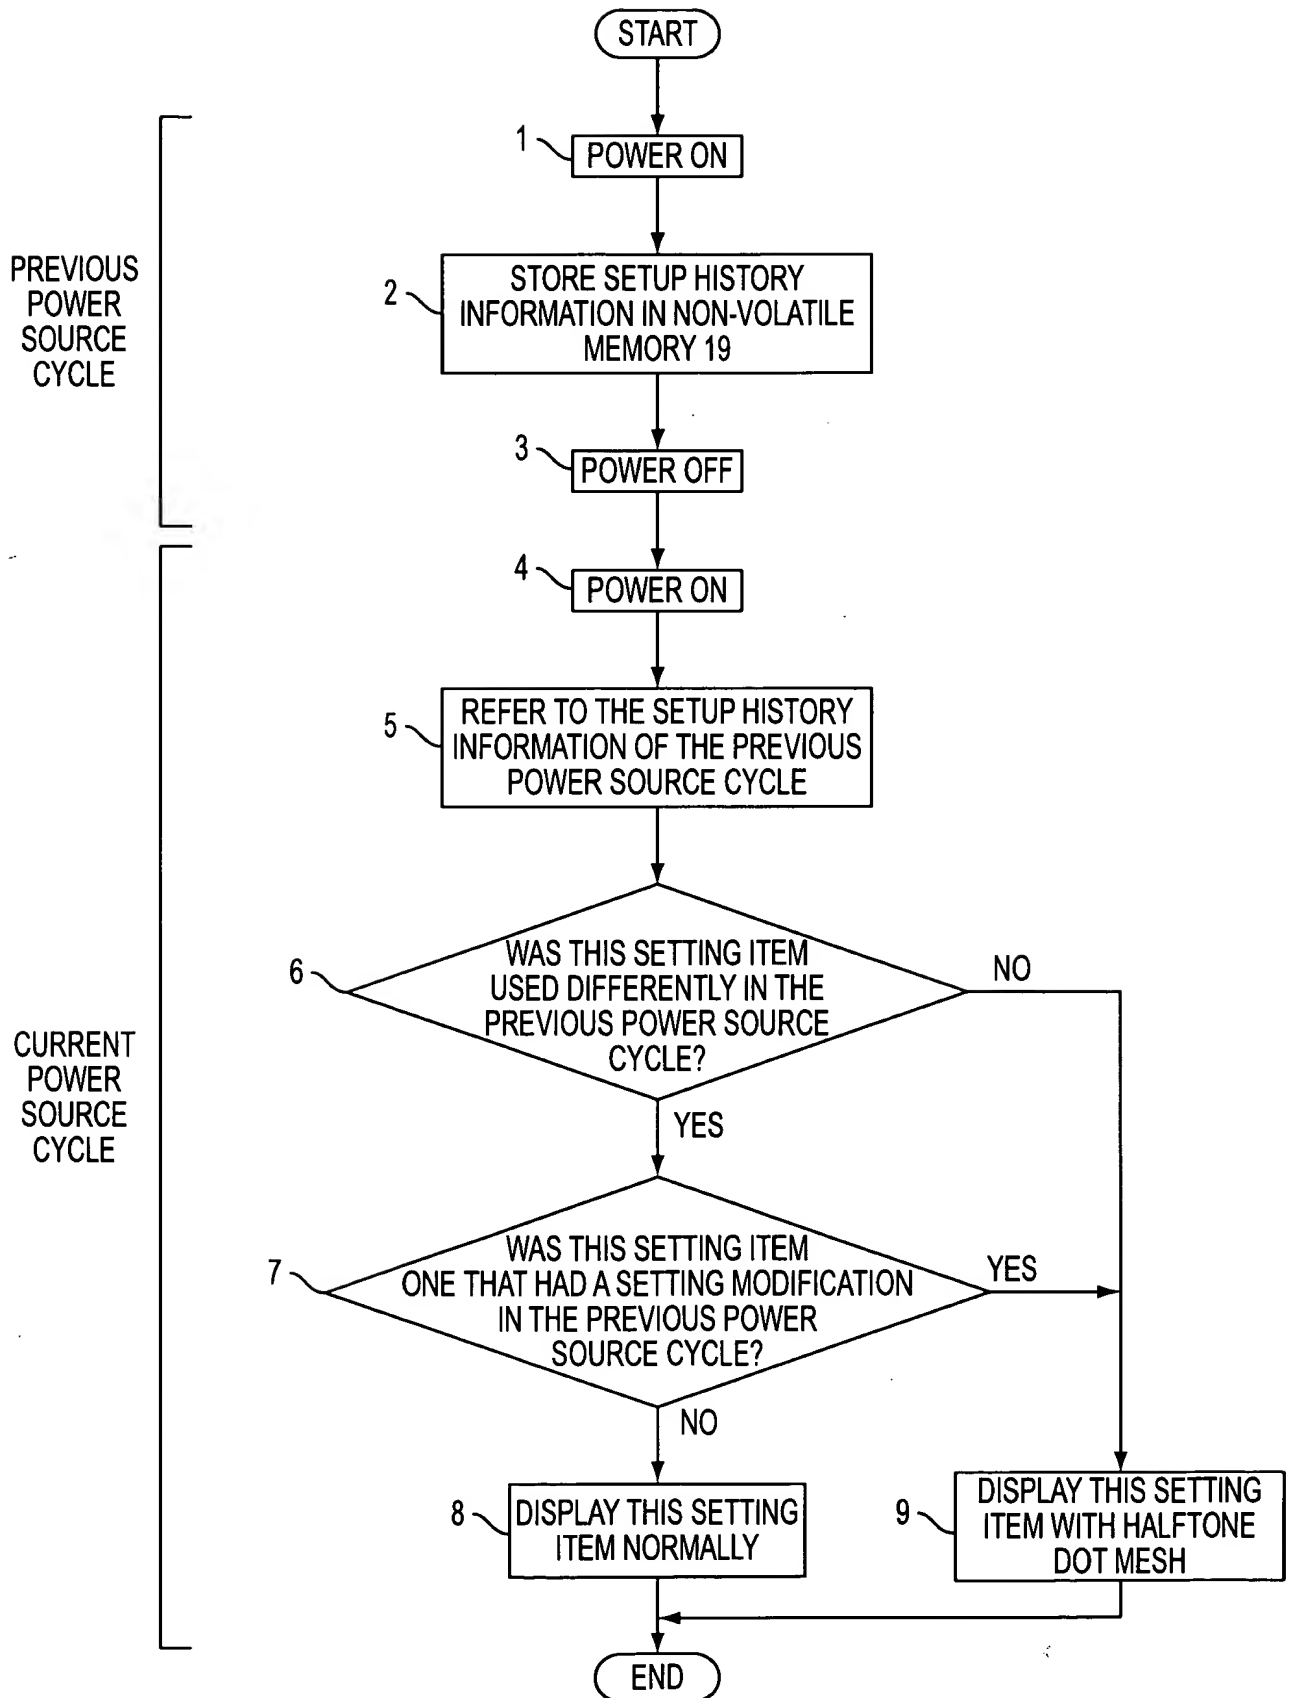 START
1
POWER ON
PREVIOUS
POWER
SOURCE
CYCLE
2
STORE SETUP HISTORY
INFORMATION IN NON-VOLATILE
MEMORY 19
3
POWER OFF
4
POWER ON
5
REFER TO THE SETUP HISTORY
INFORMATION OF THE PREVIOUS
POWER SOURCE CYCLE
6
WAS THIS SETTING ITEM
USED DIFFERENTLY IN THE
PREVIOUS POWER SOURCE
CYCLE?
NO
CURRENT
POWER
SOURCE
CYCLE
YES
7
WAS THIS SETTING ITEM
ONE THAT HAD A SETTING MODIFICATION
IN THE PREVIOUS POWER
SOURCE CYCLE?
YES
NO
8
DISPLAY THIS SETTING
ITEM NORMALLY
9
DISPLAY THIS SETTING
ITEM WITH HALFTONE
DOT MESH
END